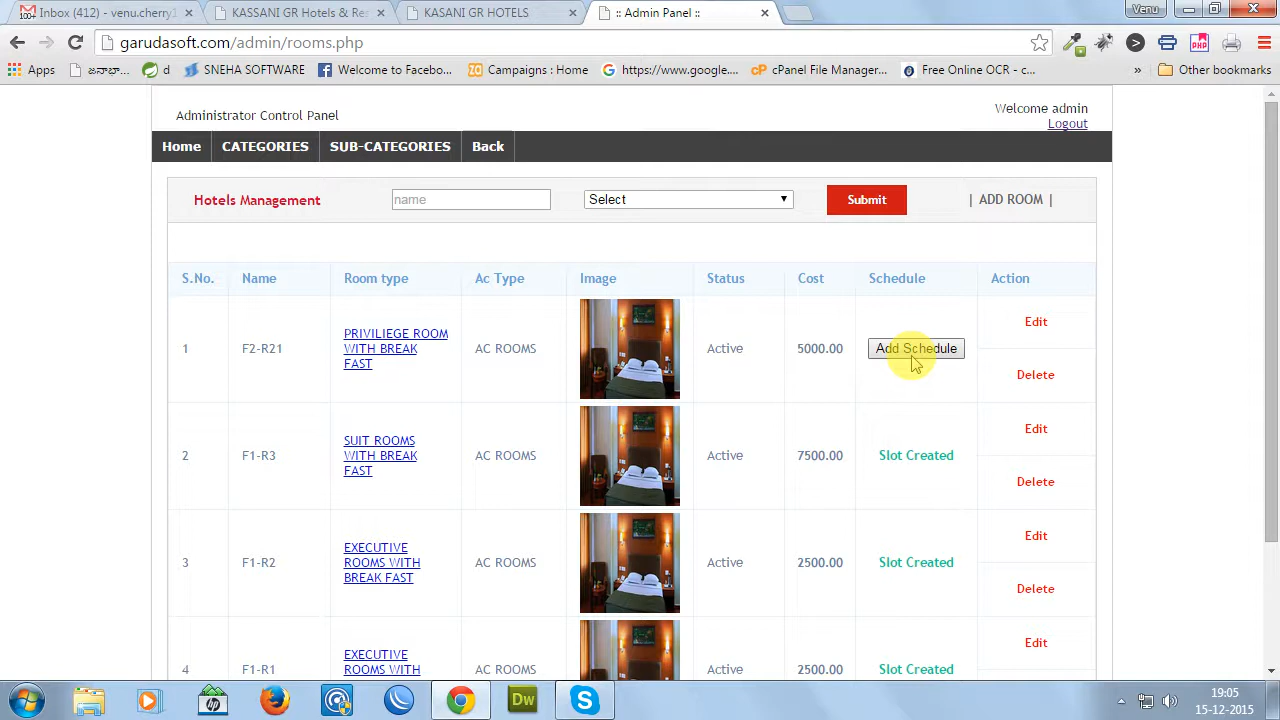 Inbox (412) - venu.cherry1
KASSANI GR Hotels & Re
KASANI GR HOTELS
:: Admin Panel ::
Venu
garudasoft.com/admin/rooms.php
Apps
d
SNEHA SOFTWARE
Welcome to Facebo...
Campaigns : Home
https://www.google....
cPanel File Manager...
Free Online OCR - c...
»
Other bookmarks
Administrator Control Panel
Welcome admin
Logout
Home
CATEGORIES
SUB-CATEGORIES
Back
Hotels Management
name
Select
Submit
| ADD ROOM |
S.No. Name Room type Ac Type Image Status Cost Schedule Action
1 F2-R21
PRIVILIEGE ROOM
WITH BREAK
FAST
AC ROOMS
Active
5000.00
Add Schedule
Edit
Delete
2 F1-R3
SUIT ROOMS
WITH BREAK
FAST
AC ROOMS
Active
7500.00
Slot Created
Edit
Delete
3 F1-R2
EXECUTIVE
ROOMS WITH
BREAK FAST
AC ROOMS
Active
2500.00
Slot Created
Edit
Delete
4 F1-R1
EXECUTIVE
ROOMS WITH
AC ROOMS
Active
2500.00
Slot Created
Edit
19:05
15-12-2015